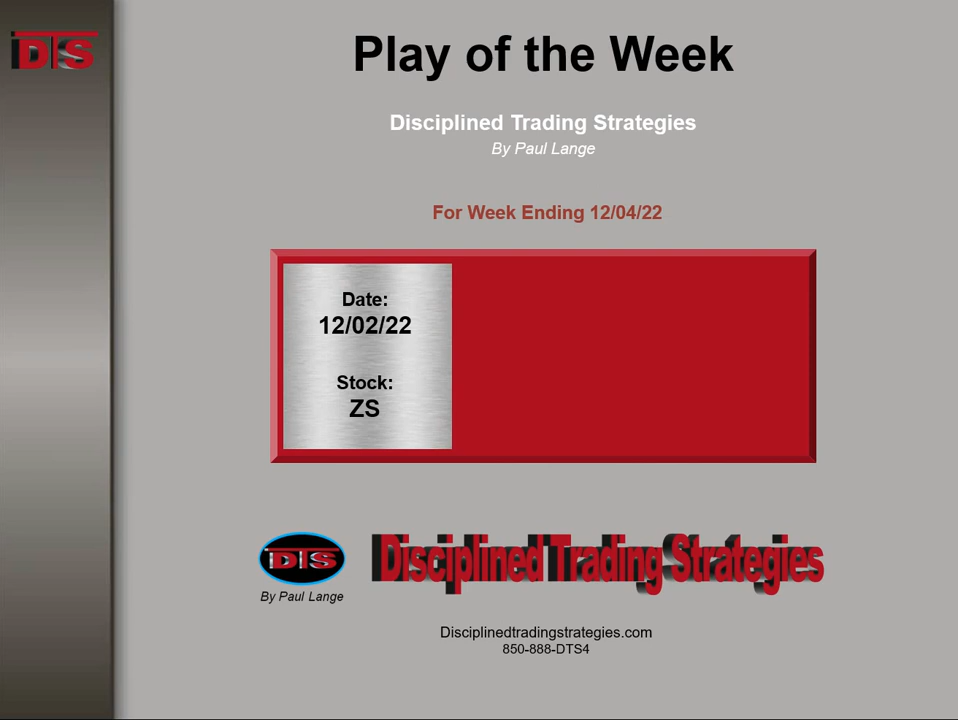 DTS
Play of the Week
Disciplined Trading Strategies
By Paul Lange
For Week Ending 12/04/22
Date:
12/02/22
Stock:
ZS
DTS
Disciplined Trading Strategies
By Paul Lange
Disciplinedtradingstrategies.com
850-888-DTS4